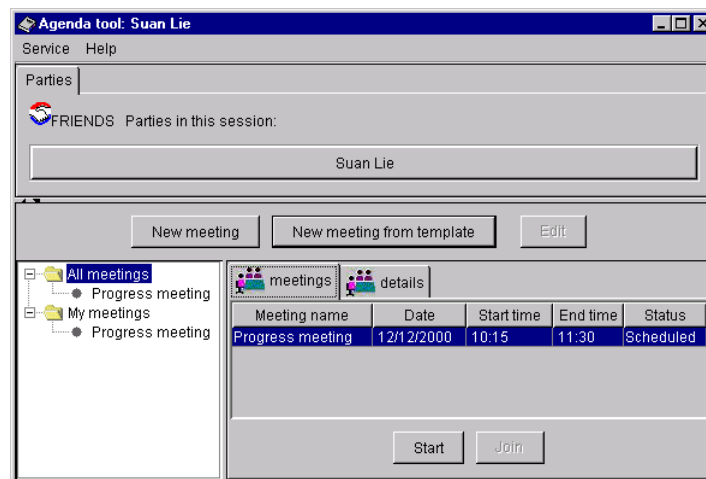 Agenda tool: Suan Lie
Service Help
Parties
FRIENDS Parties in this session:
Suan Lie
New meeting New meeting from template Edit
All meetings
Progress meeting
My meetings
Progress meeting
meetings details
Meeting name Date Start time End time Status
Progress meeting 12/12/2000 10:15 11:30 Scheduled
Start Join